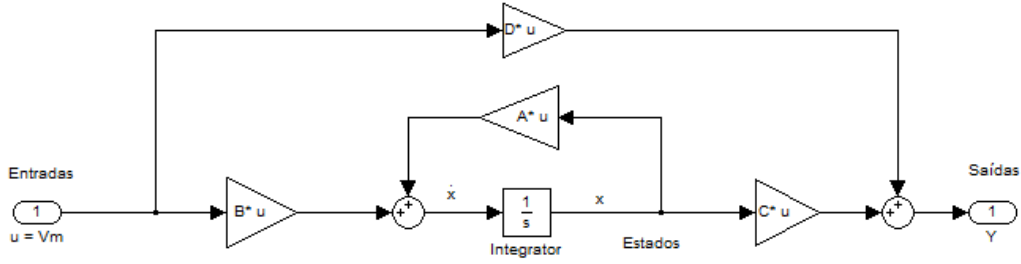 D* u
A* u
Entradas
Saídas
1
B* u
++
ẋ
1
s
x
C* u
++
1
u = Vm
Integrator
Estados
Y